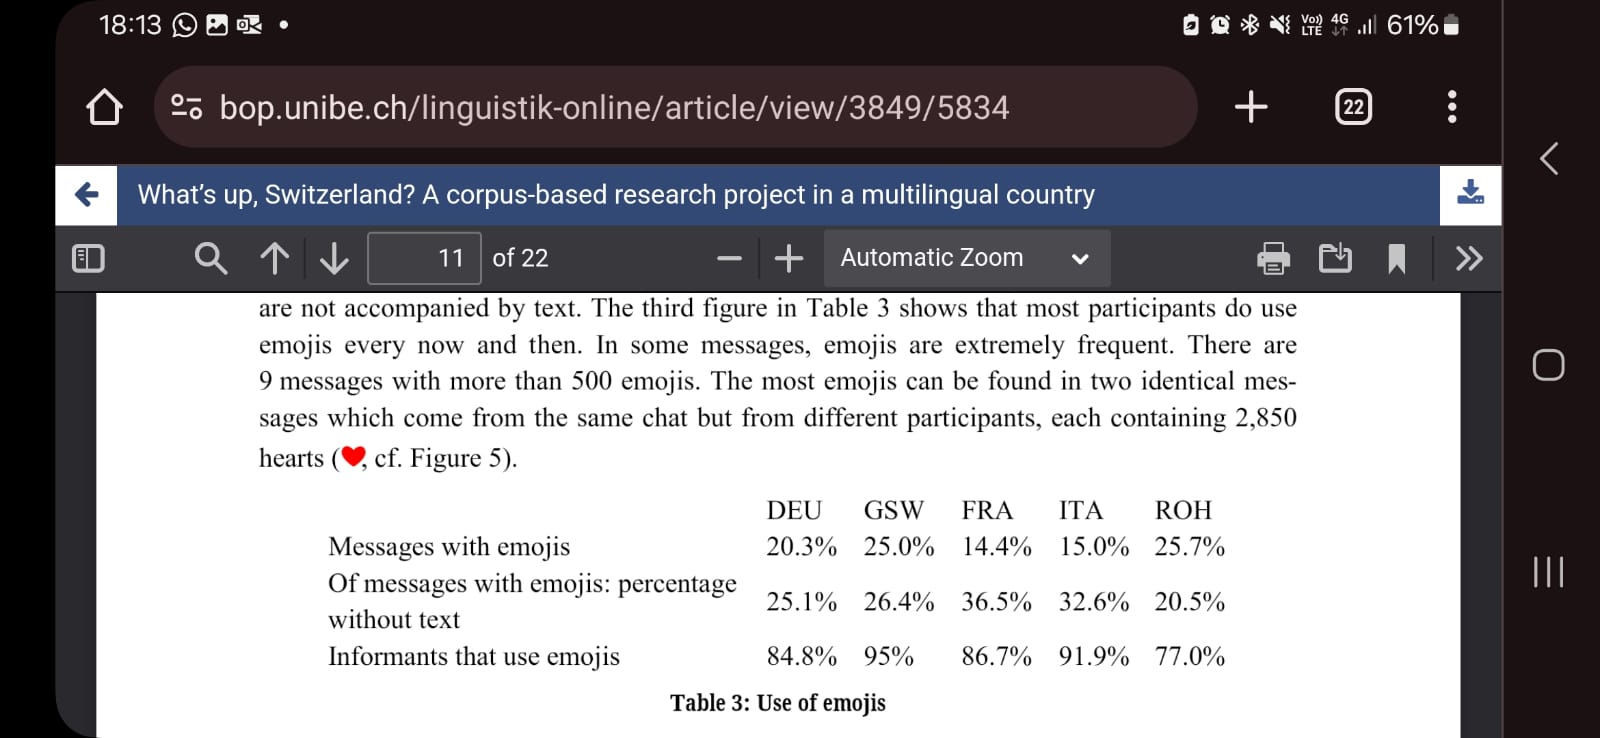 18:13
Vo)) 4G
LTE
61%
bop.unibe.ch/linguistik-online/article/view/3849/5834
22
What's up, Switzerland? A corpus-based research project in a multilingual country
11 of 22
Automatic Zoom
are not accompanied by text. The third figure in Table 3 shows that most participants do use
emojis every now and then. In some messages, emojis are extremely frequent. There are
9 messages with more than 500 emojis. The most emojis can be found in two identical mes-
sages which come from the same chat but from different participants, each containing 2,850
hearts (❤, cf. Figure 5).
DEU GSW FRA ITA ROH
Messages with emojis 20.3% 25.0% 14.4% 15.0% 25.7%
Of messages with emojis: percentage
without text 25.1% 26.4% 36.5% 32.6% 20.5%
Informants that use emojis 84.8% 95% 86.7% 91.9% 77.0%
Table 3: Use of emojis